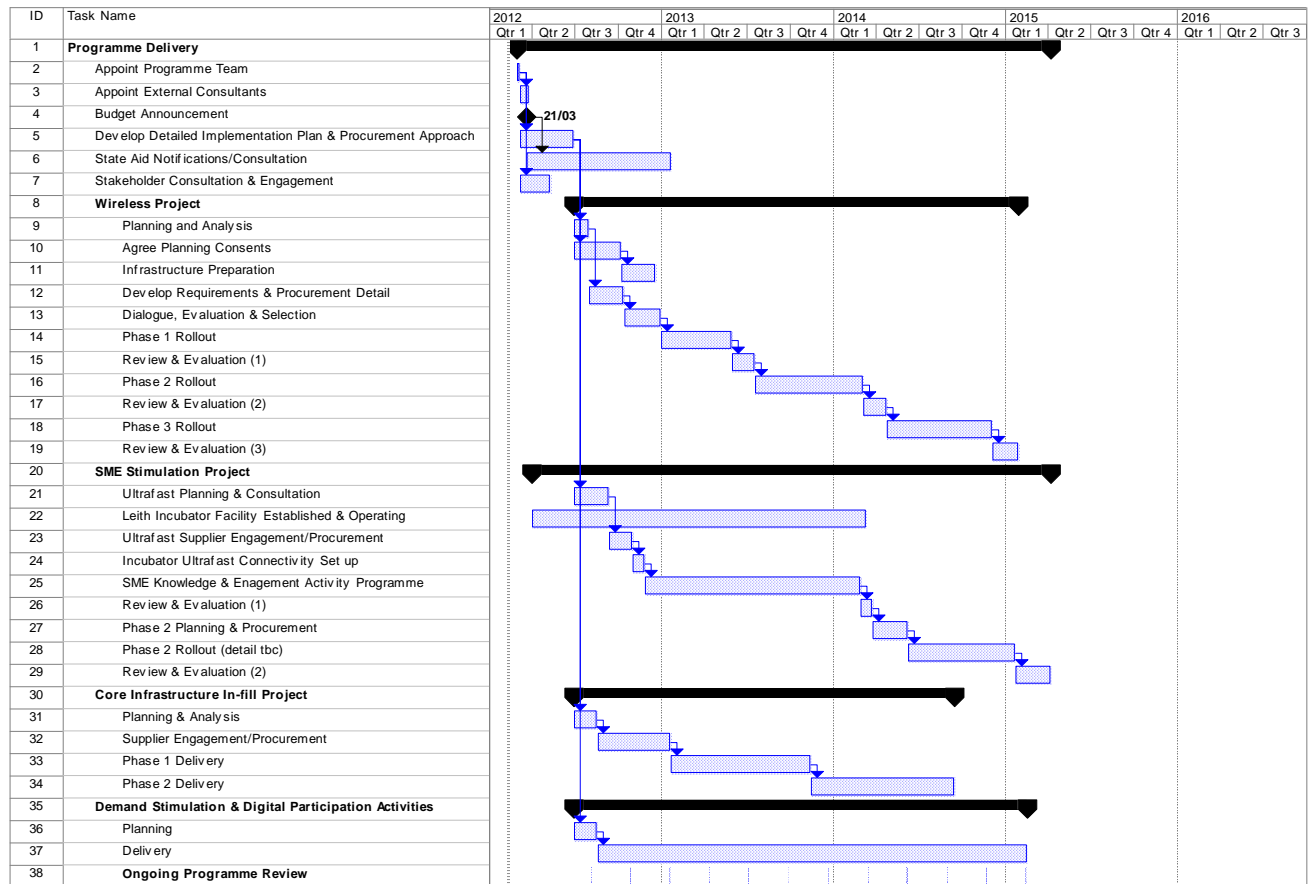 ID Task Name 2012 2013 2014 2015 2016
Qtr 1 Qtr 2 Qtr 3 Qtr 4 Qtr 1 Qtr 2 Qtr 3 Qtr 4 Qtr 1 Qtr 2 Qtr 3 Qtr 4 Qtr 1 Qtr 2 Qtr 3 Qtr 4 Qtr 1 Qtr 2 Qtr 3
1 Programme Delivery
2 Appoint Programme Team
3 Appoint External Consultants
4 Budget Announcement 21/03
5 Develop Detailed Implementation Plan & Procurement Approach
6 State Aid Notifications/Consultation
7 Stakeholder Consultation & Engagement
8 Wireless Project
9 Planning and Analysis
10 Agree Planning Consents
11 Infrastructure Preparation
12 Develop Requirements & Procurement Detail
13 Dialogue, Evaluation & Selection
14 Phase 1 Rollout
15 Review & Evaluation (1)
16 Phase 2 Rollout
17 Review & Evaluation (2)
18 Phase 3 Rollout
19 Review & Evaluation (3)
20 SME Stimulation Project
21 Ultrafast Planning & Consultation
22 Leith Incubator Facility Established & Operating
23 Ultrafast Supplier Engagement/Procurement
24 Incubator Ultrafast Connectivity Set up
25 SME Knowledge & Enagement Activity Programme
26 Review & Evaluation (1)
27 Phase 2 Planning & Procurement
28 Phase 2 Rollout (detail tbc)
29 Review & Evaluation (2)
30 Core Infrastructure In-fill Project
31 Planning & Analysis
32 Supplier Engagement/Procurement
33 Phase 1 Delivery
34 Phase 2 Delivery
35 Demand Stimulation & Digital Participation Activities
36 Planning
37 Delivery
38 Ongoing Programme Review